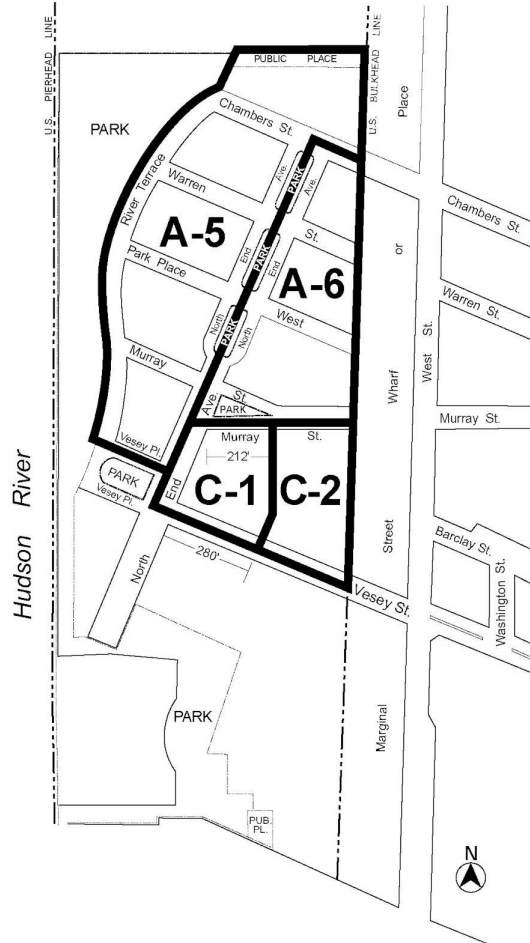 U.S. PIERHEAD LINE
U.S. BULKHEAD LINE
PUBLIC PLACE
Place
PARK
Chambers St.
River Terrace
Warren
St.
Ave.
PARK
Ave.
Chambers St.
A-5
Park Place
End
PARK
End
A-6
or
Warren St.
West St.
North
PARK
North
West
Wharf
Murray
St.
Ave.
PARK
Murray St.
Vesey Pl.
Murray St.
212'
C-1
C-2
PARK
Vesey Pl.
End
Hudson River
North
280'
Street
Barclay St.
Washington St.
Vesey St.
PARK
Marginal
PUB.
PL.
N